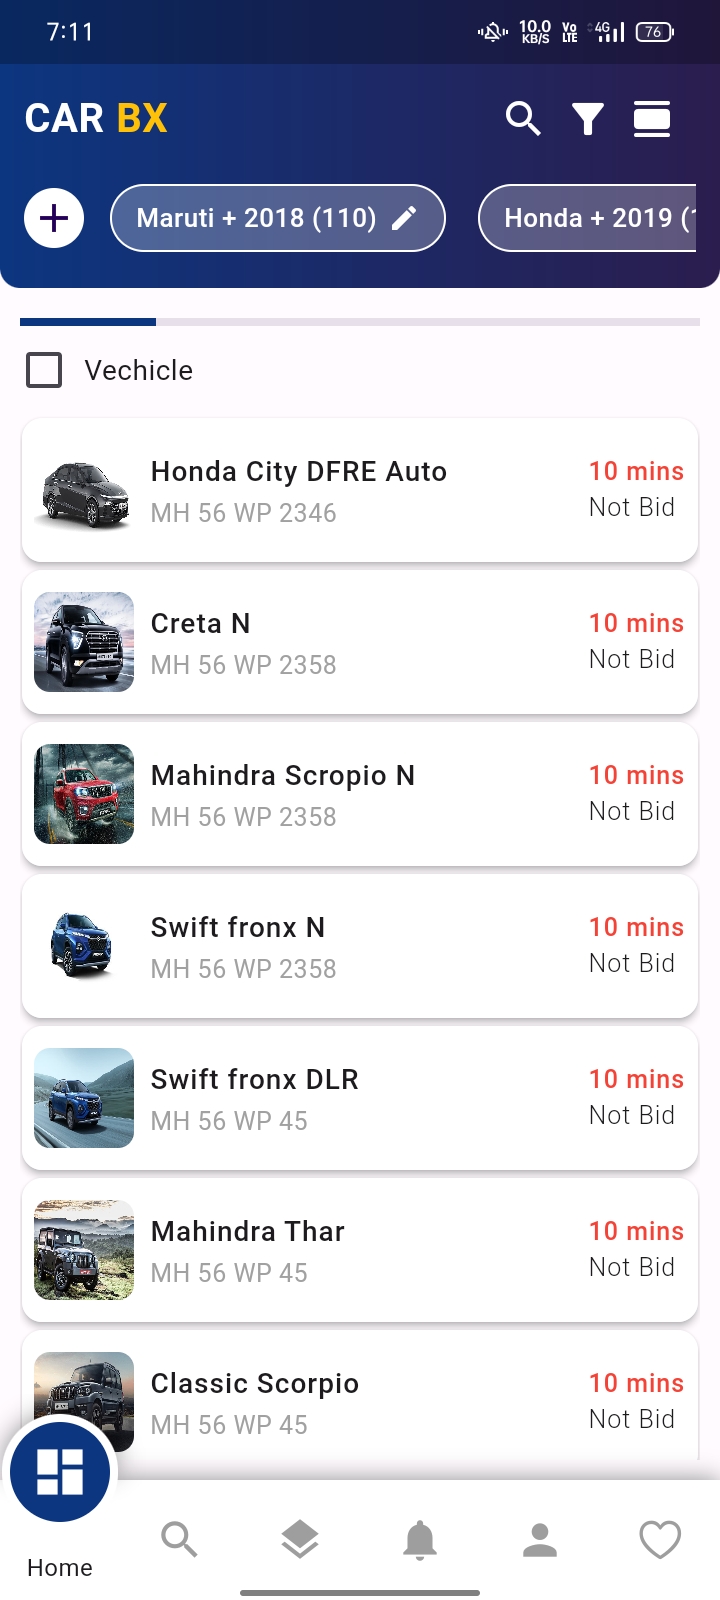 7:11
10.0 KB/S Vo LTE 4G 76
CAR BX
Maruti + 2018 (110)
Honda + 2019 (
Vechicle
Honda City DFRE Auto
10 mins
MH 56 WP 2346
Not Bid
Creta N
10 mins
MH 56 WP 2358
Not Bid
Mahindra Scropio N
10 mins
MH 56 WP 2358
Not Bid
Swift fronx N
10 mins
MH 56 WP 2358
Not Bid
Swift fronx DLR
10 mins
MH 56 WP 45
Not Bid
Mahindra Thar
10 mins
MH 56 WP 45
Not Bid
Classic Scorpio
10 mins
MH 56 WP 45
Not Bid
Home